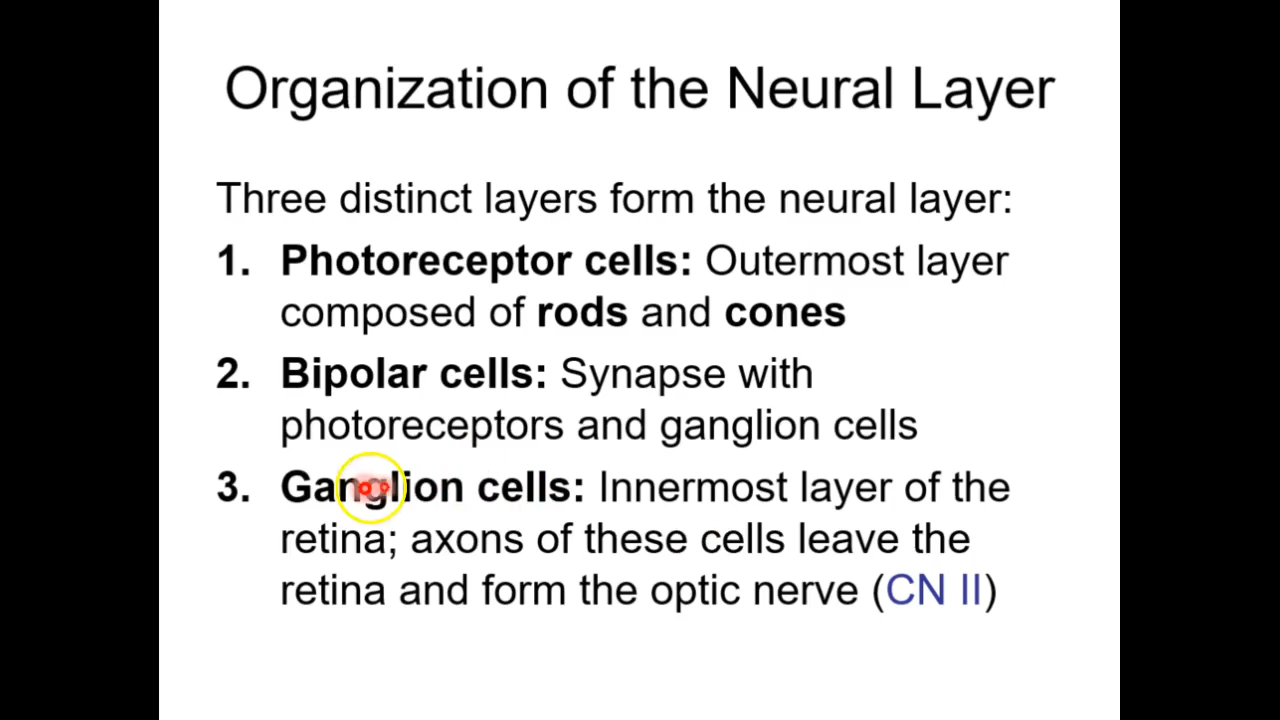 Organization of the Neural Layer
Three distinct layers form the neural layer:
1. Photoreceptor cells: Outermost layer
composed of rods and cones
2. Bipolar cells: Synapse with
photoreceptors and ganglion cells
3. Ganglion cells: Innermost layer of the
retina; axons of these cells leave the
retina and form the optic nerve (CN II)